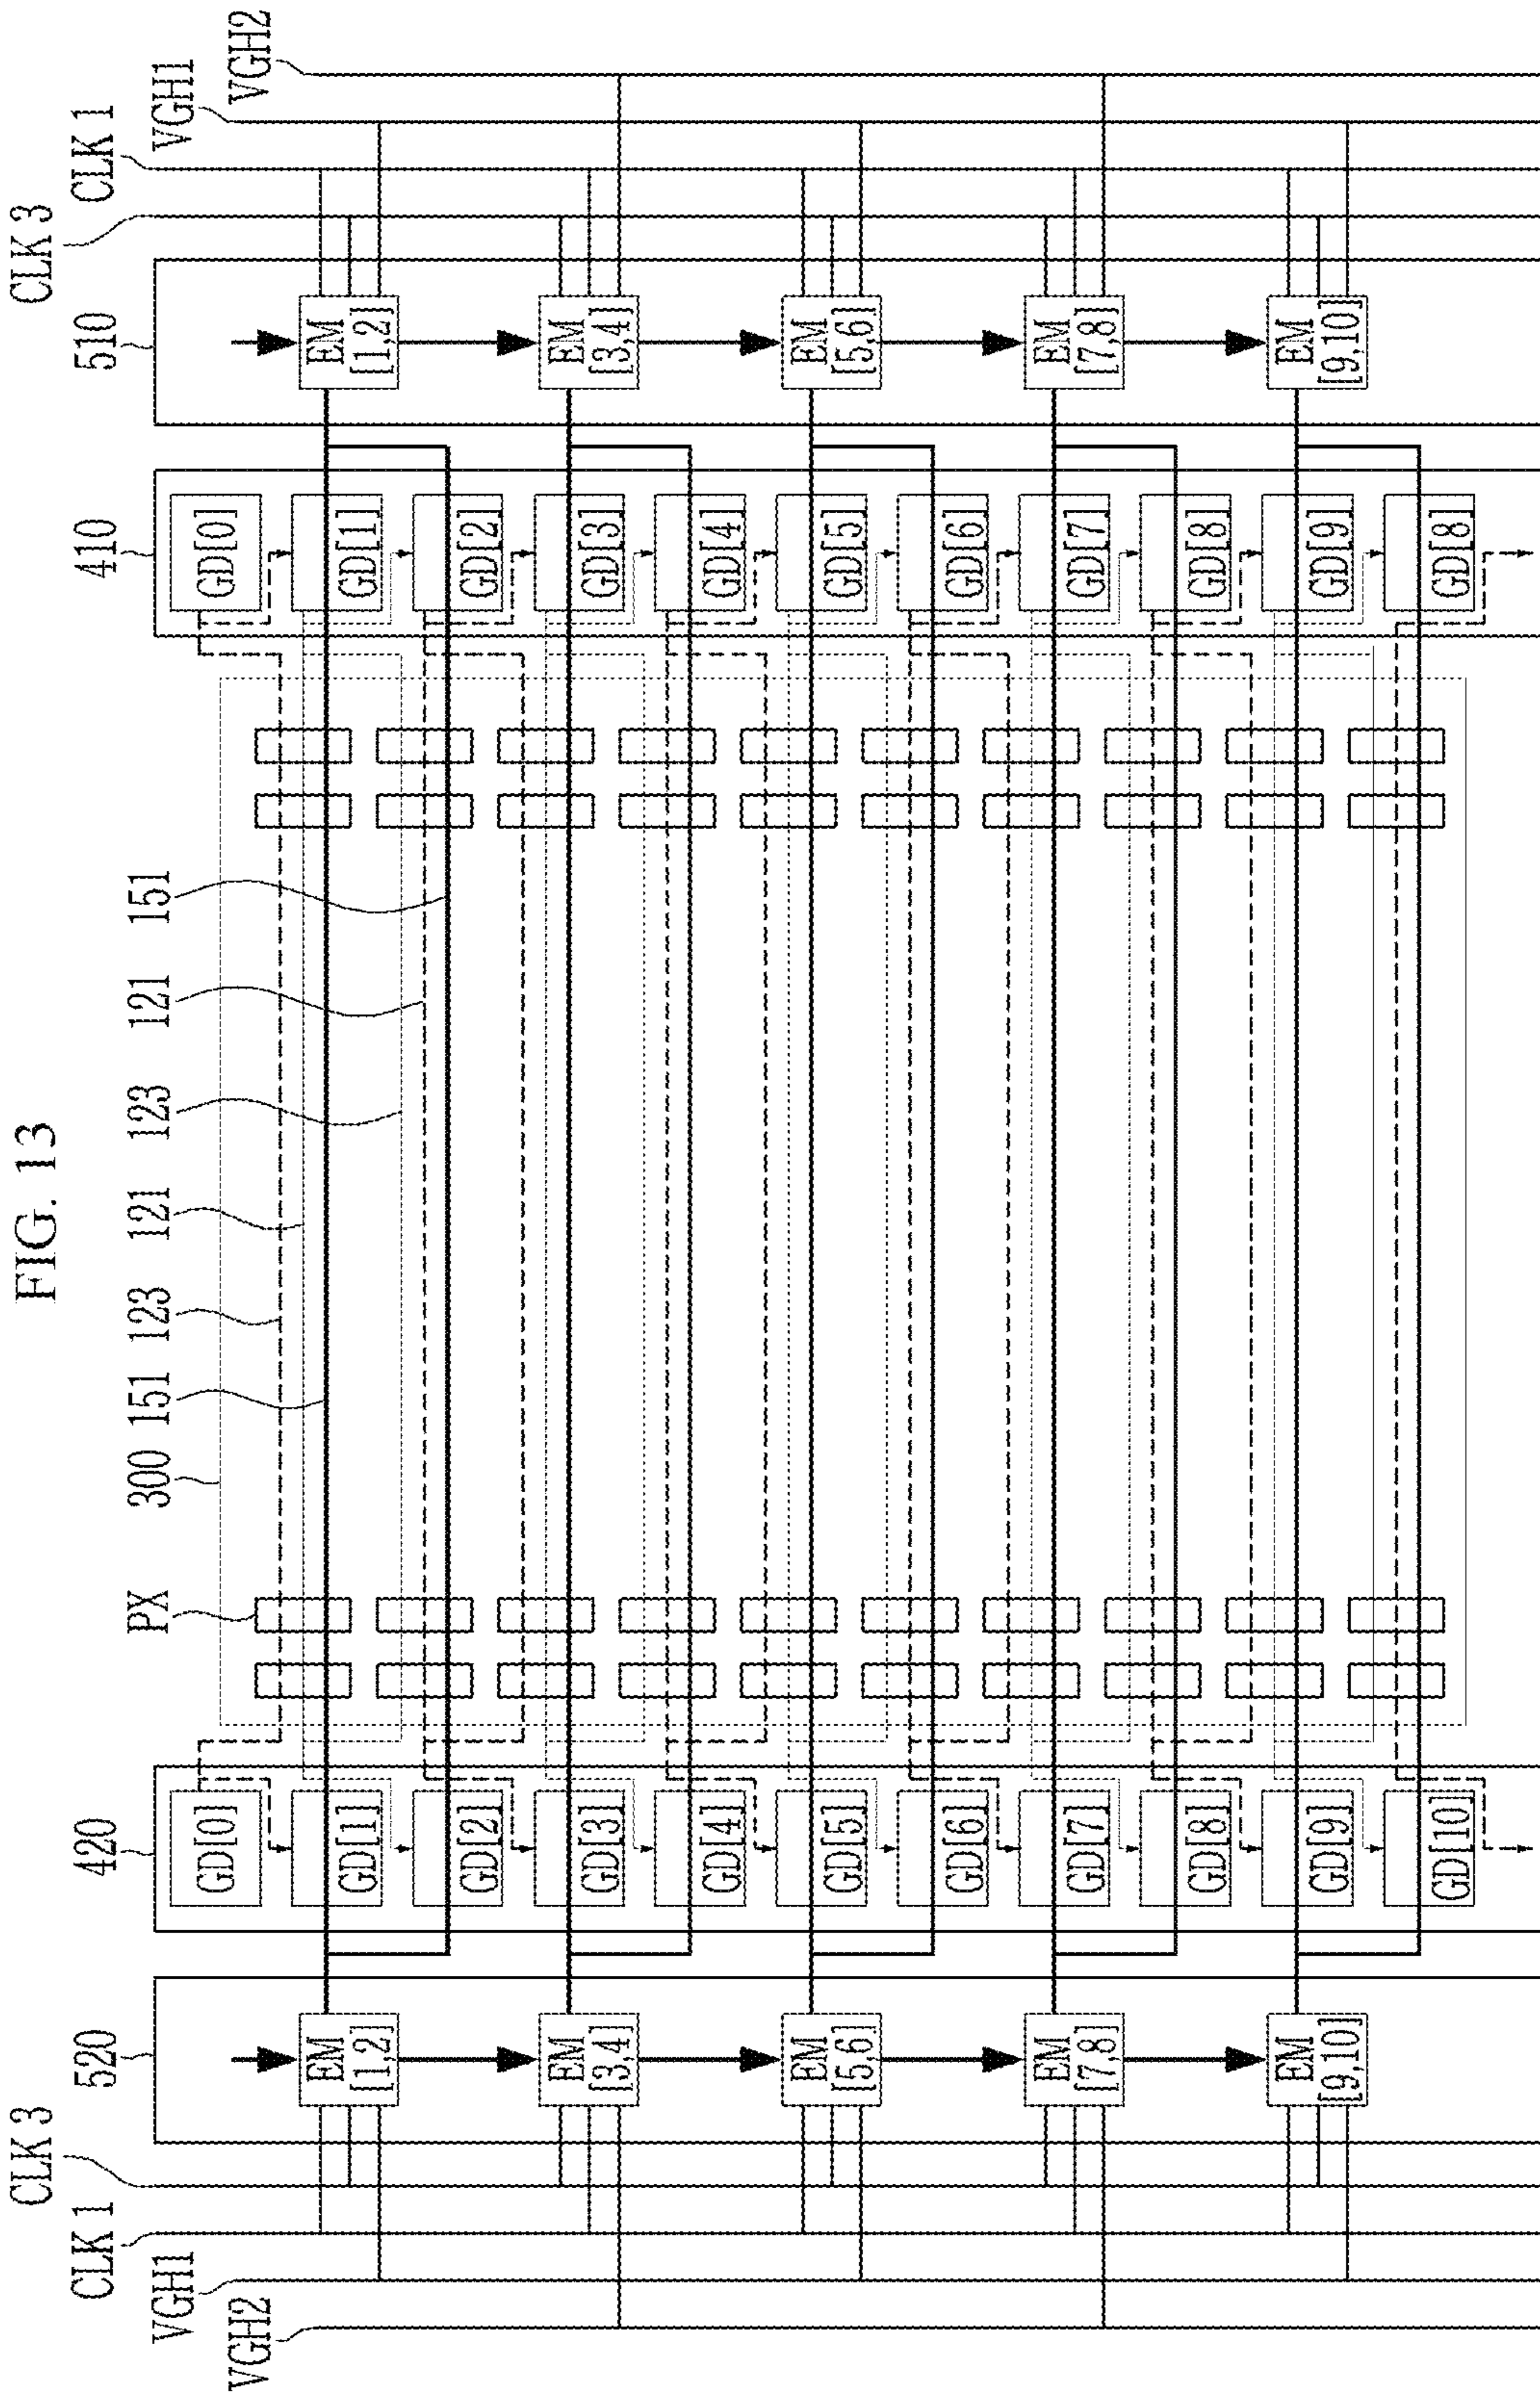 FIG. 13
VGH2
VGH1
CLK 1
CLK 3
520
420
PX
300
151
123
121
123
121
151
410
510
CLK 3
CLK 1
VGH1
VGH2
EM
[1,2]
EM
[3,4]
EM
[5,6]
EM
[7,8]
EM
[9,10]
GD[0]
GD[1]
GD[2]
GD[3]
GD[4]
GD[5]
GD[6]
GD[7]
GD[8]
GD[9]
GD[10]
GD[0]
GD[1]
GD[2]
GD[3]
GD[4]
GD[5]
GD[6]
GD[7]
GD[8]
GD[9]
GD[8]
EM
[1,2]
EM
[3,4]
EM
[5,6]
EM
[7,8]
EM
[9,10]